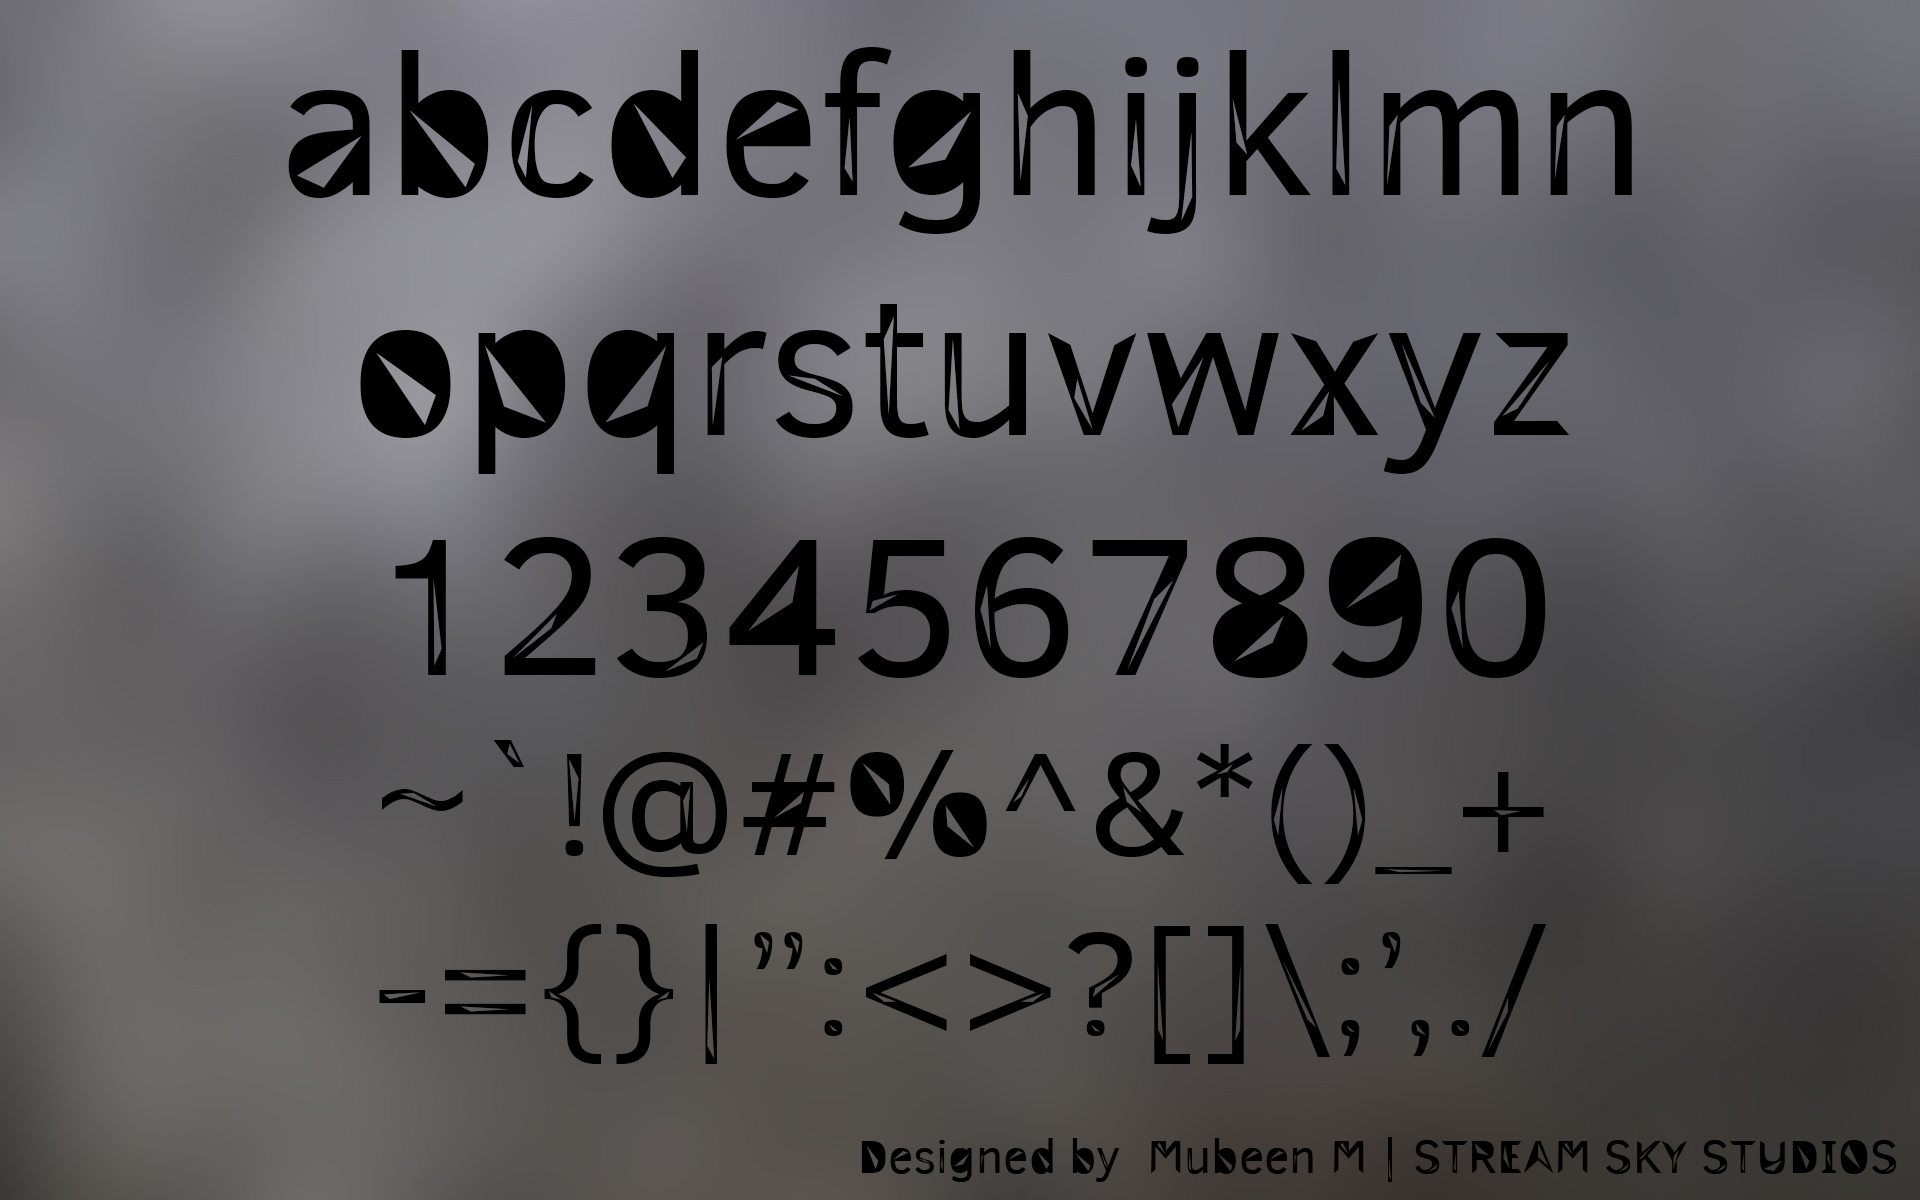 abcdefghijklmn
opqrstuvwxyz
1234567890
~`!@#%^&*()_+
-={}|”:<>?[]\;’,./
Designed by Mubeen M | STREAM SKY STUDIOS